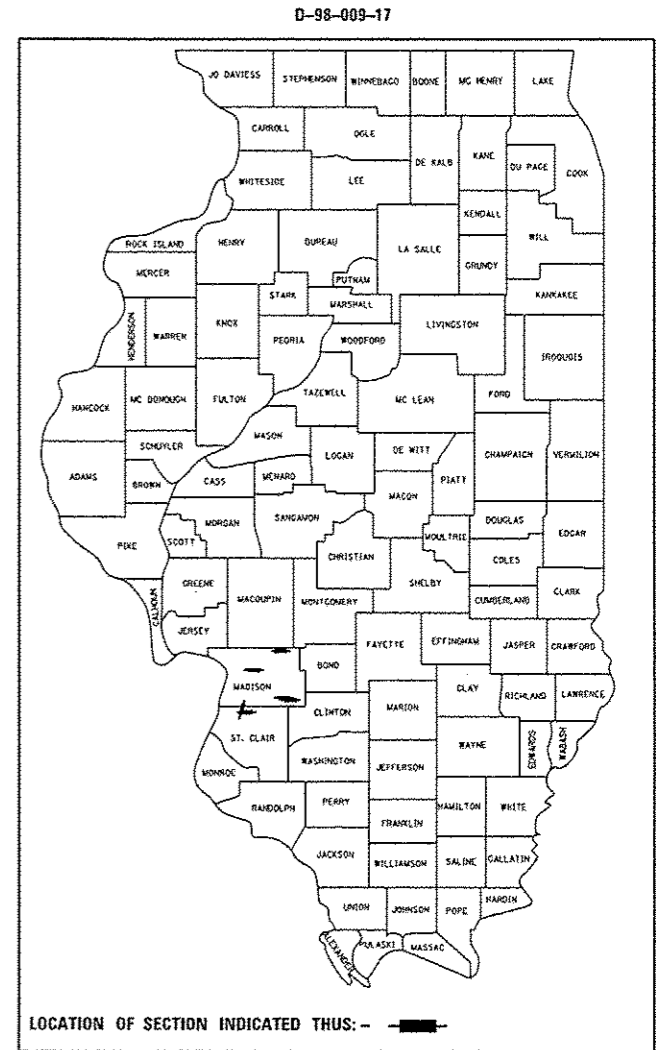 D-98-009-17
JO DAVIESS STEPHENSON WINNEBAGO BOONE MC HENRY LAKE
CARROLL OGLE
DE KALB KANE
DU PAGE COOK
WHITESIDE LEE
KENDALL
WILL
ROCK ISLAND HENRY BUREAU LA SALLE
GRUNDY
MERCER
PUTNAM
STARK KANKAKEE
MARSHALL
HENDERSON WARREN KNOX LIVINGSTON
PEORIA WOODFORD
IROQUOIS
HANCOCK MC DONOUGH FULTON TAZEWELL MC LEAN FORD
MASON
SCHUYLER
LOGAN DE WITT
ADAMS CHAMPAIGN VERMILION
BROWN CASS MENARD PIATT
MACON
MORGAN SANGAMON
DOUGLAS
PIKE SCOTT MOULTRIE EDGAR
CHRISTIAN COLES
GREENE SHELBY
CALHOUN MACOUPIN MONTGOMERY CUMBERLAND CLARK
JERSEY
FAYETTE EFFINGHAM JASPER CRAWFORD
BOND
MADISON CLAY
RICHLAND LAWRENCE
CLINTON MARION
ST. CLAIR
WAYNE EDWARDS WABASH
MONROE WASHINGTON JEFFERSON
RANDOLPH PERRY HAMILTON WHITE
FRANKLIN
JACKSON WILLIAMSON SALINE GALLATIN
HARDIN
UNION JOHNSON POPE
ALEXANDER PULASKI MASSAC
LOCATION OF SECTION INDICATED THUS: -